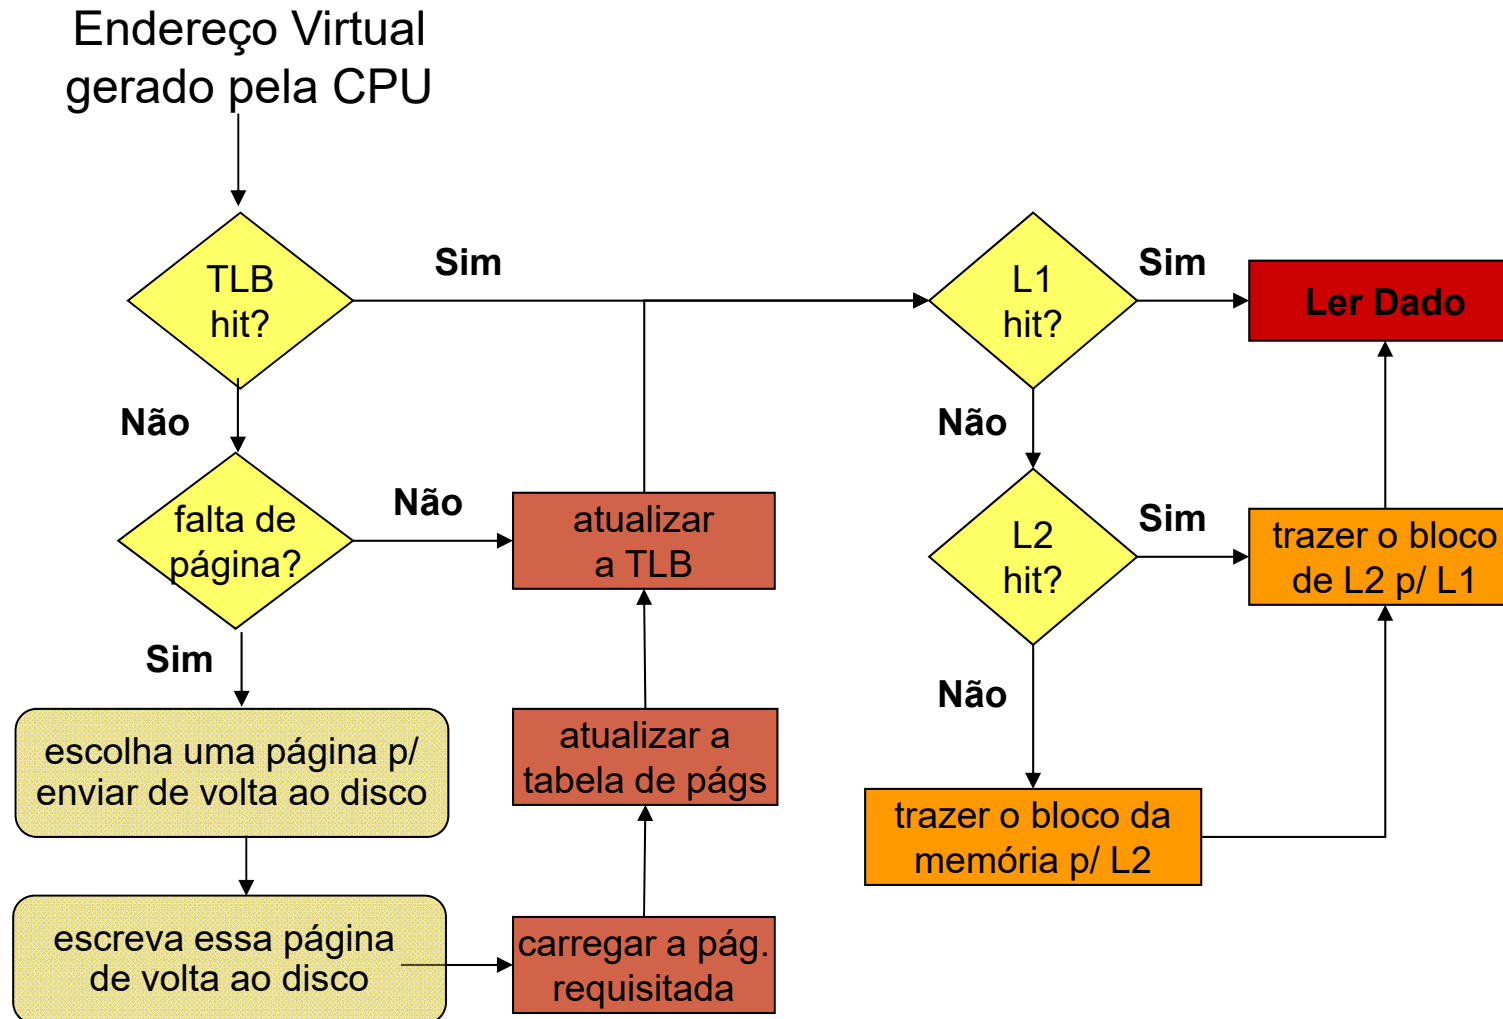 Endereço Virtual
gerado pela CPU
TLB
hit?
Sim
L1
hit?
Sim
Ler Dado
Não
Não
falta de
página?
Não
atualizar
a TLB
L2
hit?
Sim
trazer o bloco
de L2 p/ L1
Sim
Não
escolha uma página p/
enviar de volta ao disco
atualizar a
tabela de págs
trazer o bloco da
memória p/ L2
escreva essa página
de volta ao disco
carregar a pág.
requisitada